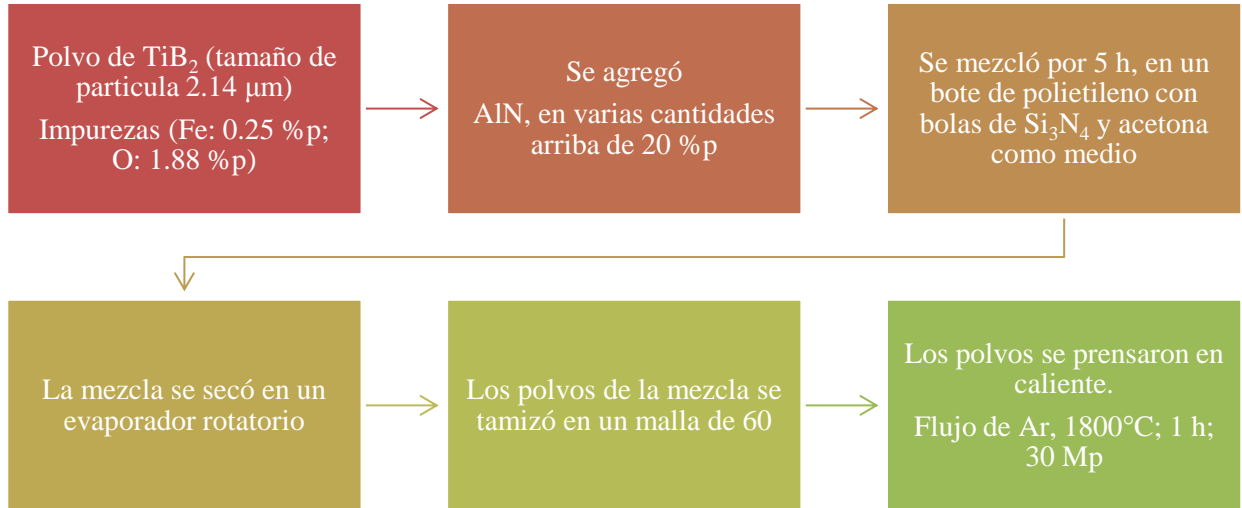 Polvo de TiB₂ (tamaño de
particula 2.14 μm)
Impurezas (Fe: 0.25 %p;
O: 1.88 %p)
Se agregó
AlN, en varias cantidades
arriba de 20 %p
Se mezcló por 5 h, en un
bote de polietileno con
bolas de Si₃N₄ y acetona
como medio
La mezcla se secó en un
evaporador rotatorio
Los polvos de la mezcla se
tamizó en un malla de 60
Los polvos se prensaron en
caliente.
Flujo de Ar, 1800°C; 1 h;
30 Mp